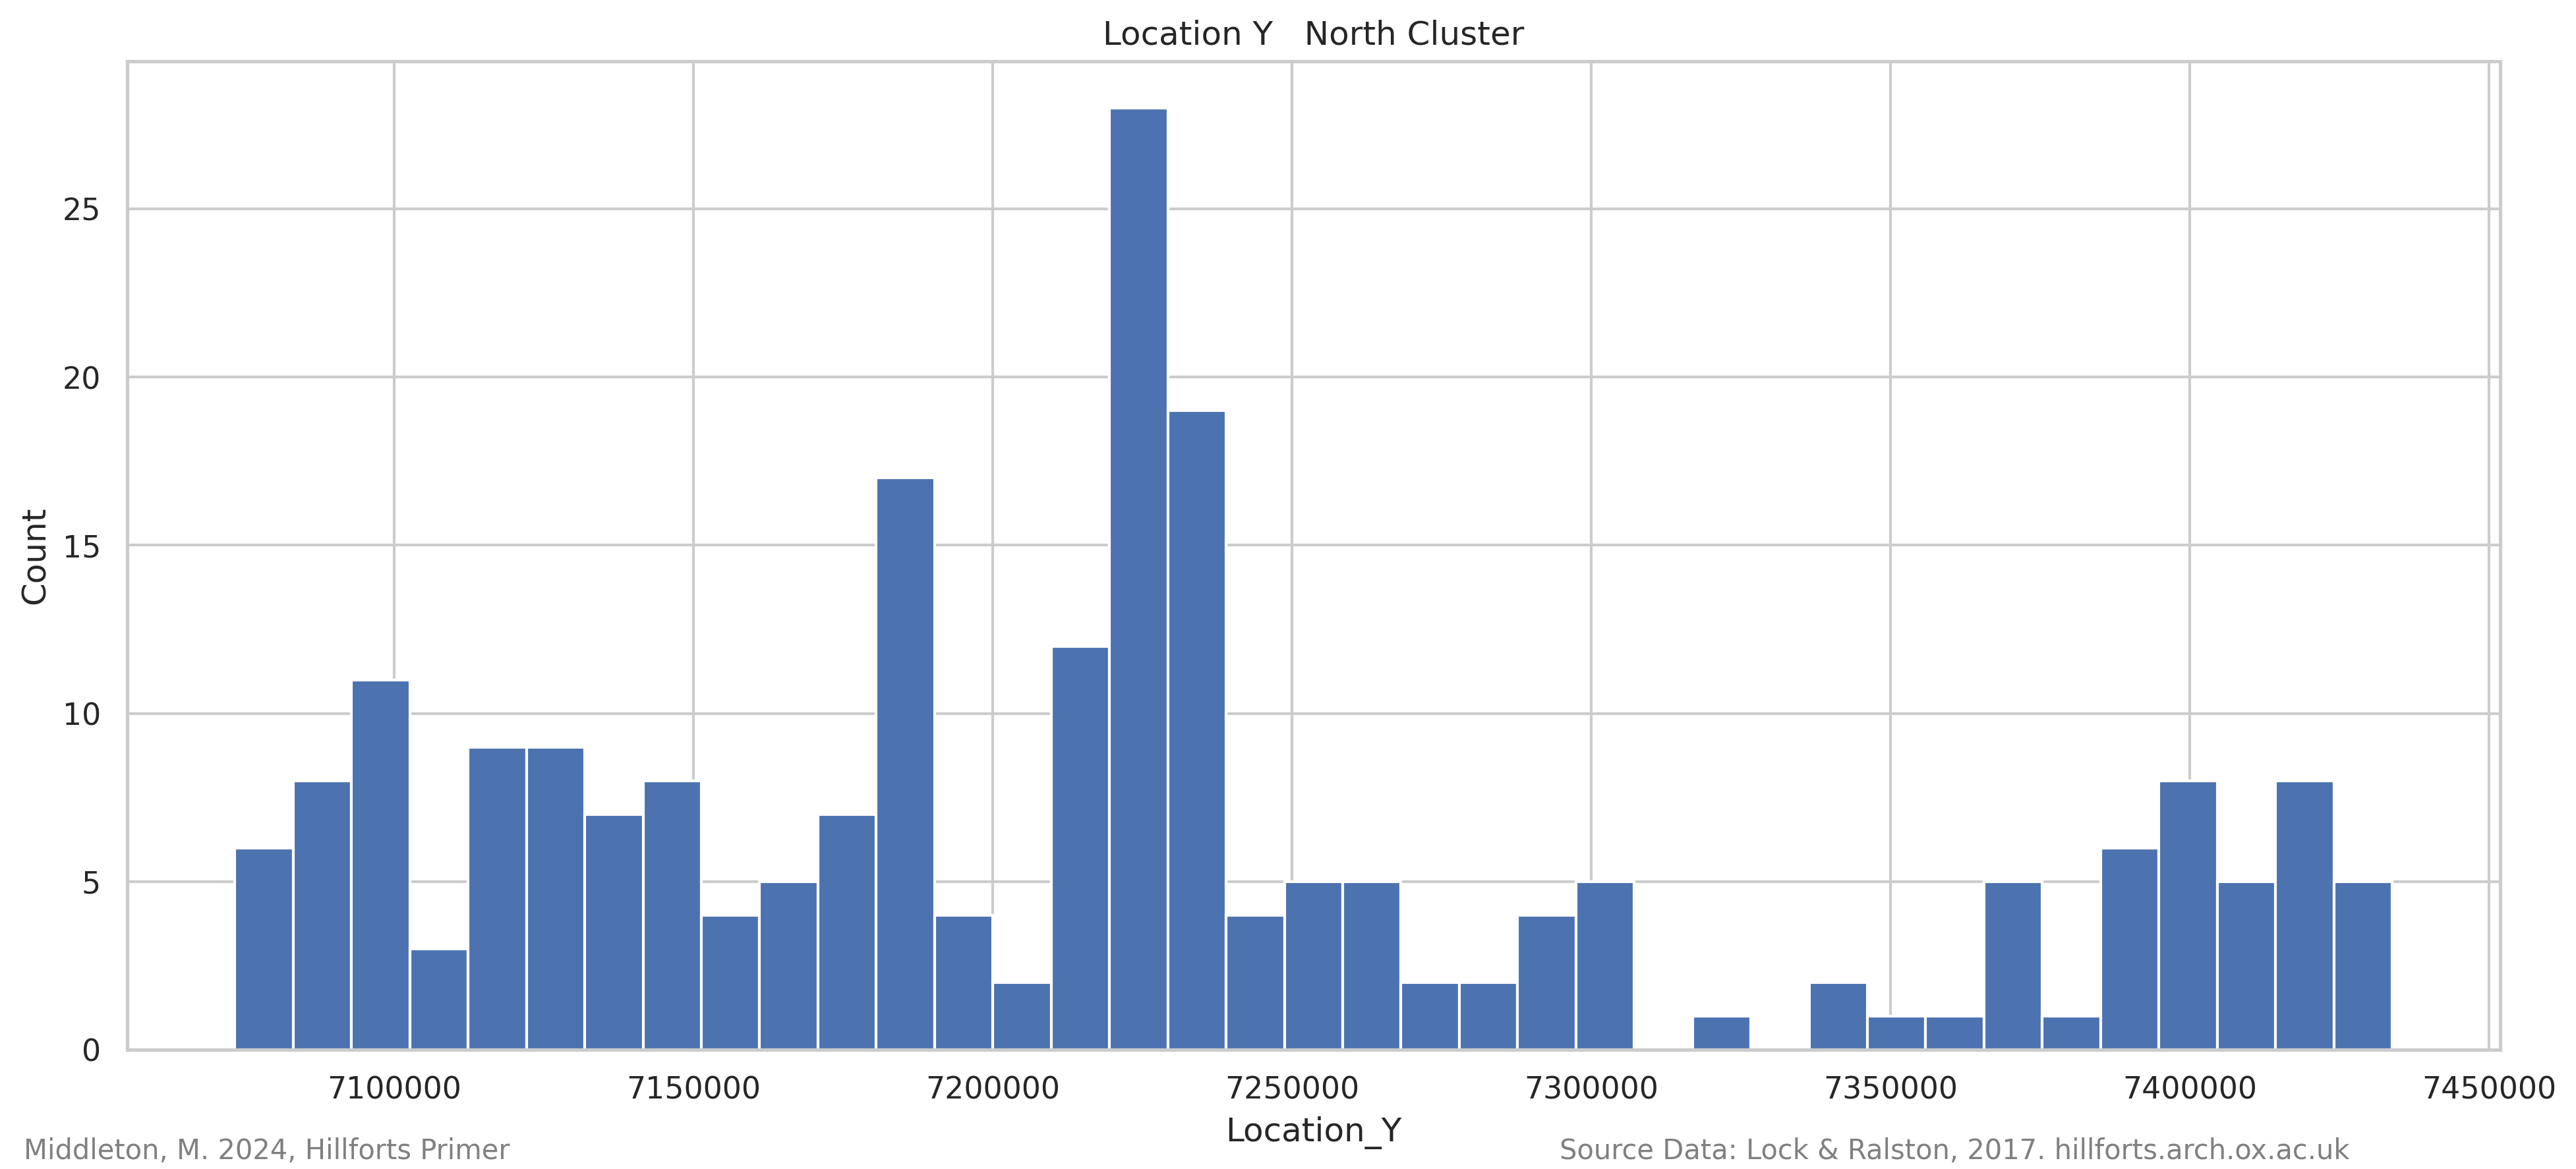 Location Y   North Cluster
Count
25
20
15
10
5
0
7100000 7150000 7200000 7250000 7300000 7350000 7400000 7450000
Location_Y
Middleton, M. 2024, Hillforts Primer
Source Data: Lock & Ralston, 2017. hillforts.arch.ox.ac.uk